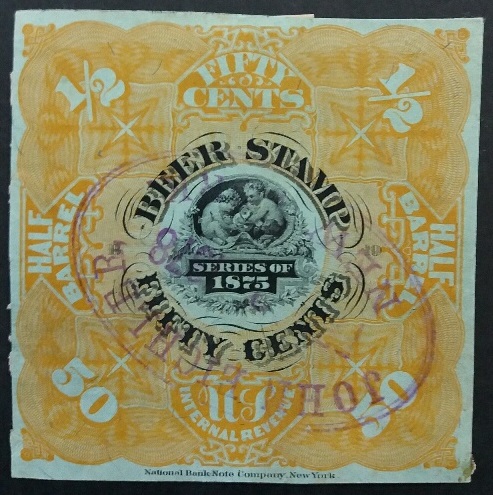 1/2
FIFTY
CENTS
1/2
BEER STAMP
HALF
BARREL
HALF
BARREL
SERIES OF
1875
FIFTY CENTS
50
US
INTERNAL REVENUE
50
National Bank Note Company, New York